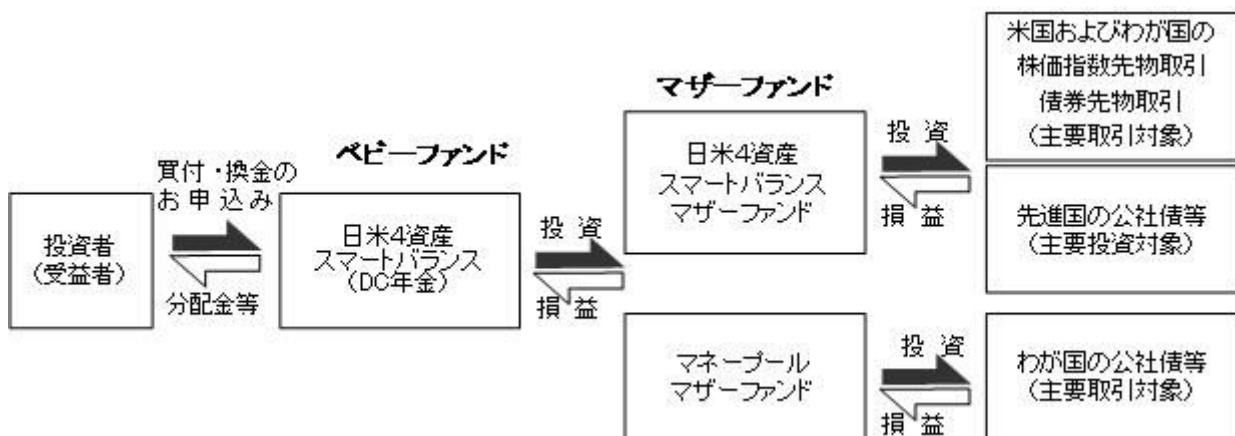 投資者
(受益者)
買付・換金の
お申込み
分配金等
ベビーファンド
日米4資産
スマートバランス
(DC年金)
投資
損益
マザーファンド
日米4資産
スマートバランス
マザーファンド
マネープール
マザーファンド
投資
損益
投資
損益
米国およびわが国の
株価指数先物取引
債券先物取引
(主要取引対象)
先進国の公社債等
(主要投資対象)
わが国の公社債等
(主要取引対象)